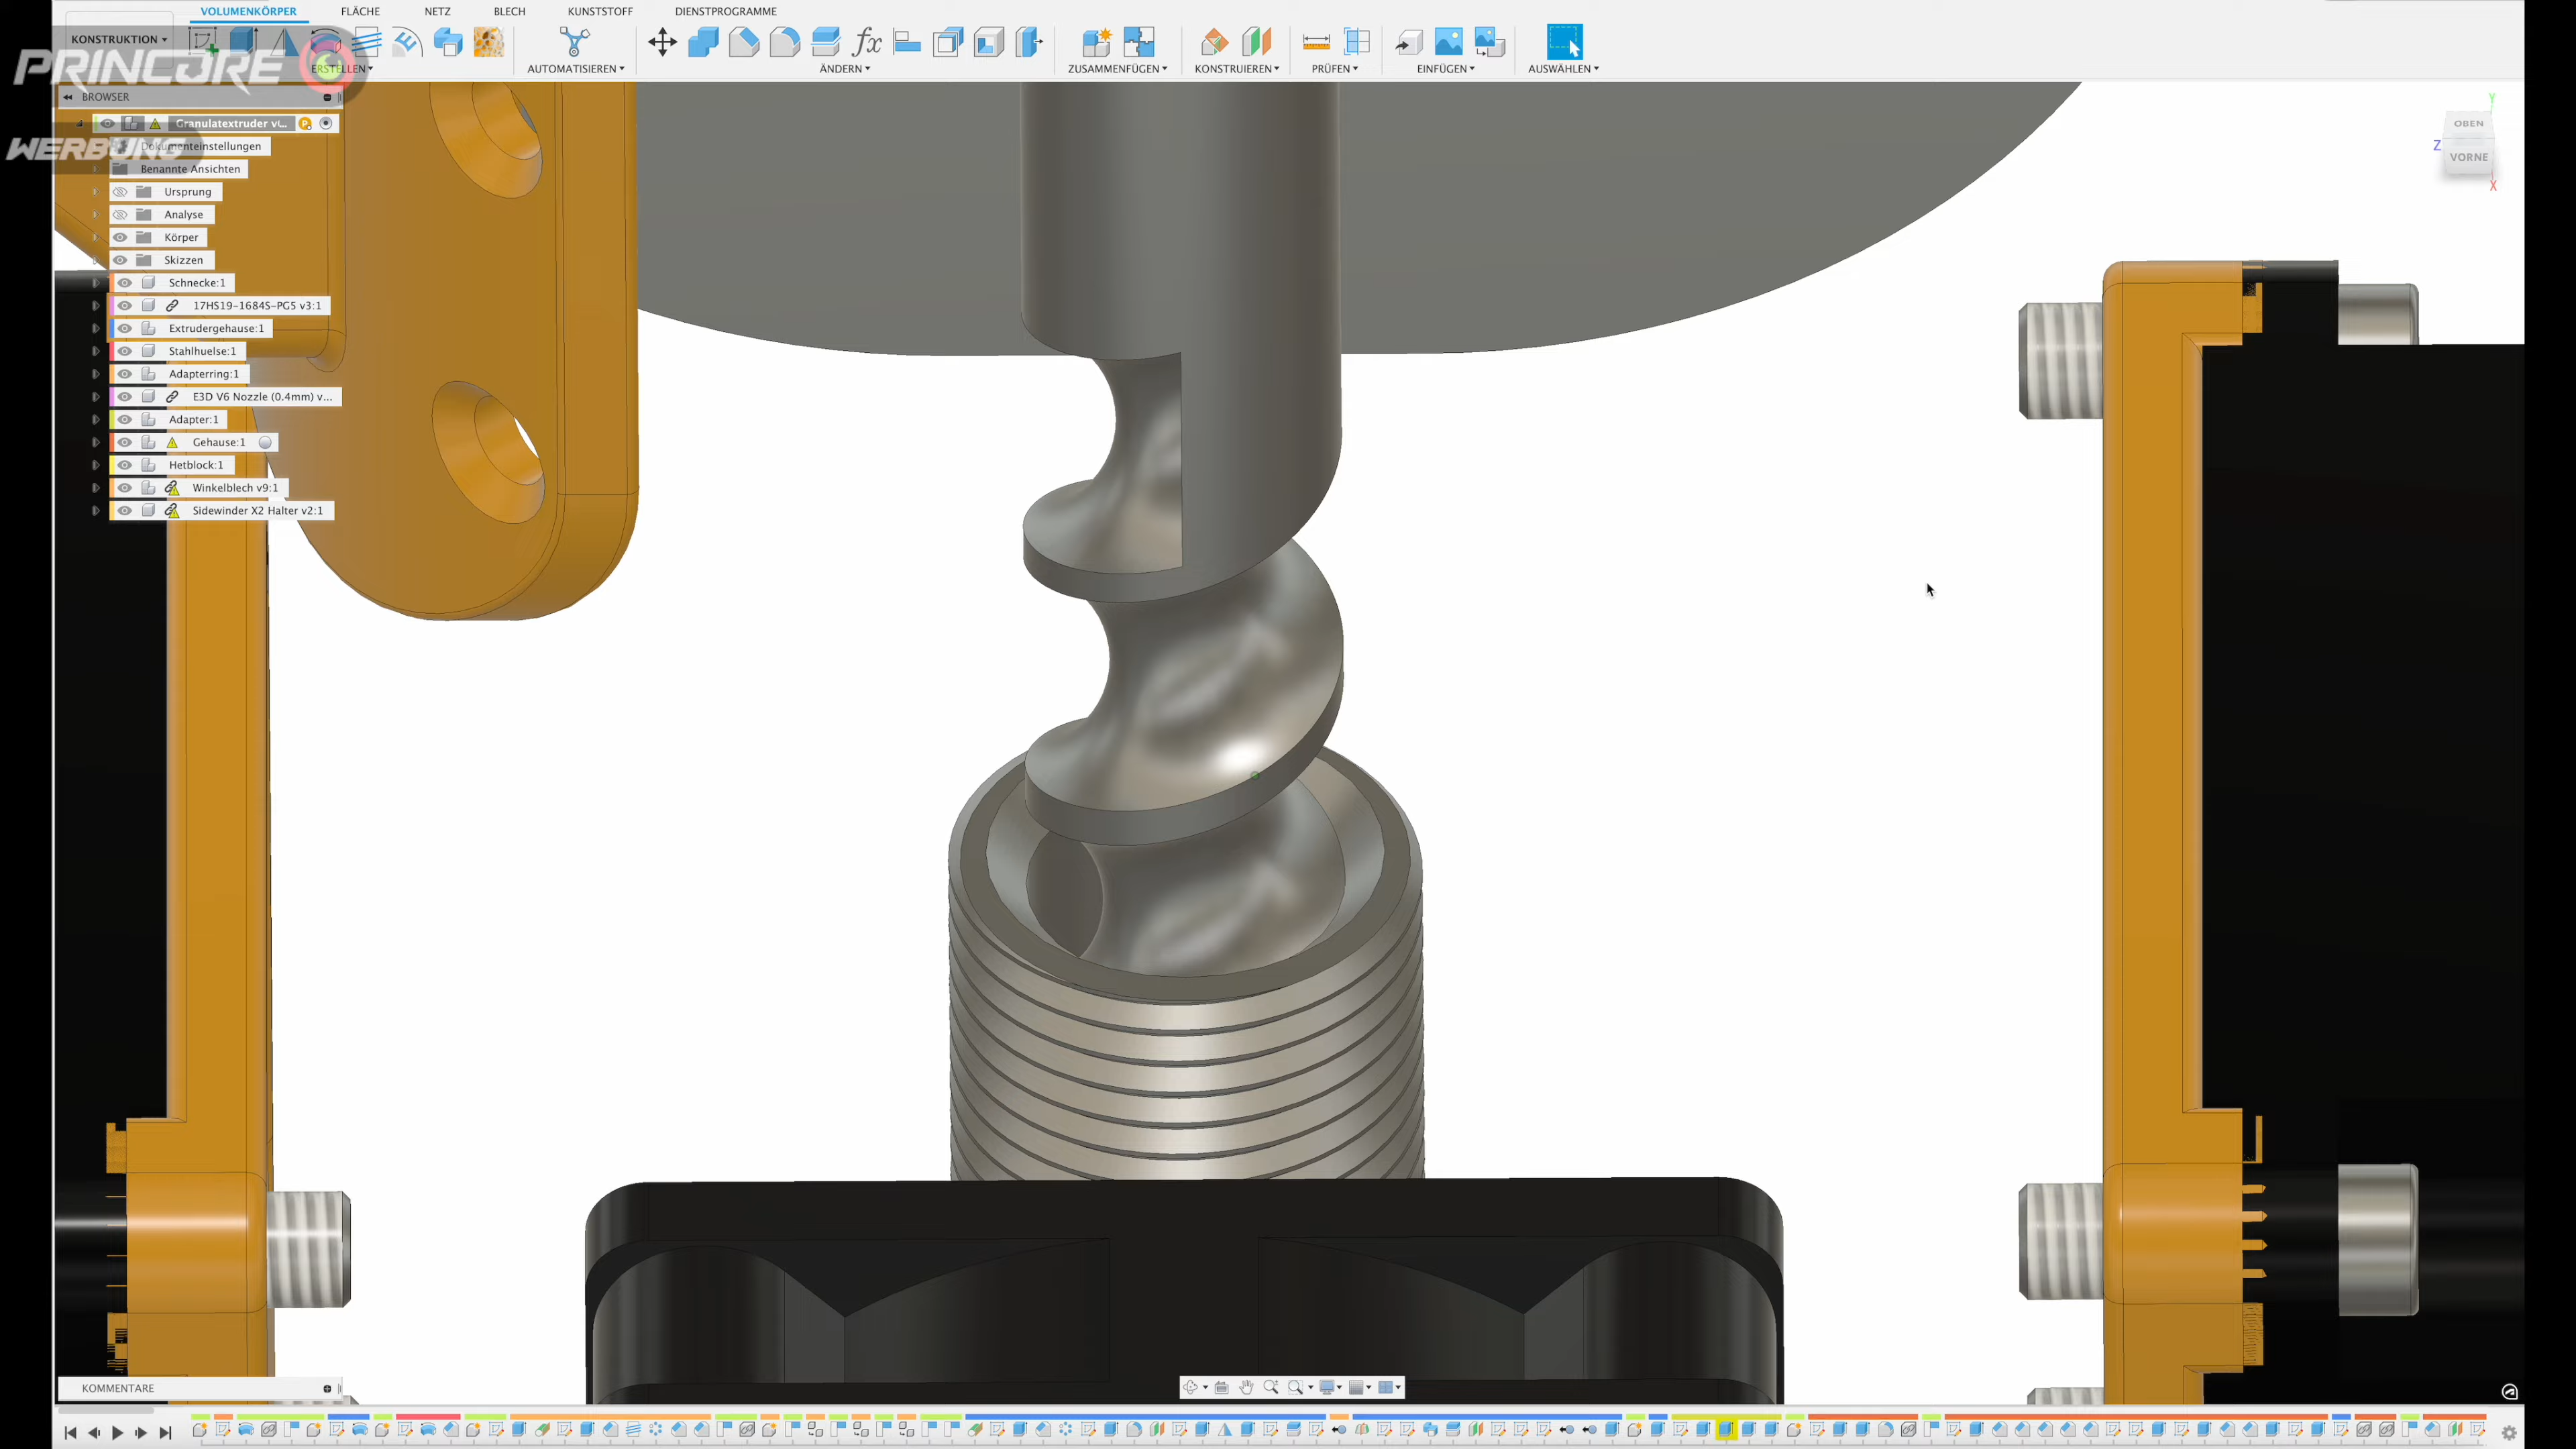 VOLUMENKÖRPER FLÄCHE NETZ BLECH KUNSTSTOFF DIENSTPROGRAMME
KONSTRUKTION
PRINCORE
ERSTELLEN AUTOMATISIEREN fx ÄNDERN ZUSAMMENFÜGEN KONSTRUIEREN PRÜFEN EINFÜGEN AUSWÄHLEN
BROWSER
Granulatextruder v(...
WERBUNG
Dokumenteinstellungen
Benannte Ansichten
Ursprung
Analyse
Körper
Skizzen
Schnecke:1
17HS19-1684S-PG5 v3:1
Extrudergehause:1
Stahlhuelse:1
Adapterring:1
E3D V6 Nozzle (0.4mm) v...
Adapter:1
Gehause:1
Hetblock:1
Winkelblech v9:1
Sidewinder X2 Halter v2:1
Y
OBEN
Z
VORNE
X
KOMMENTARE